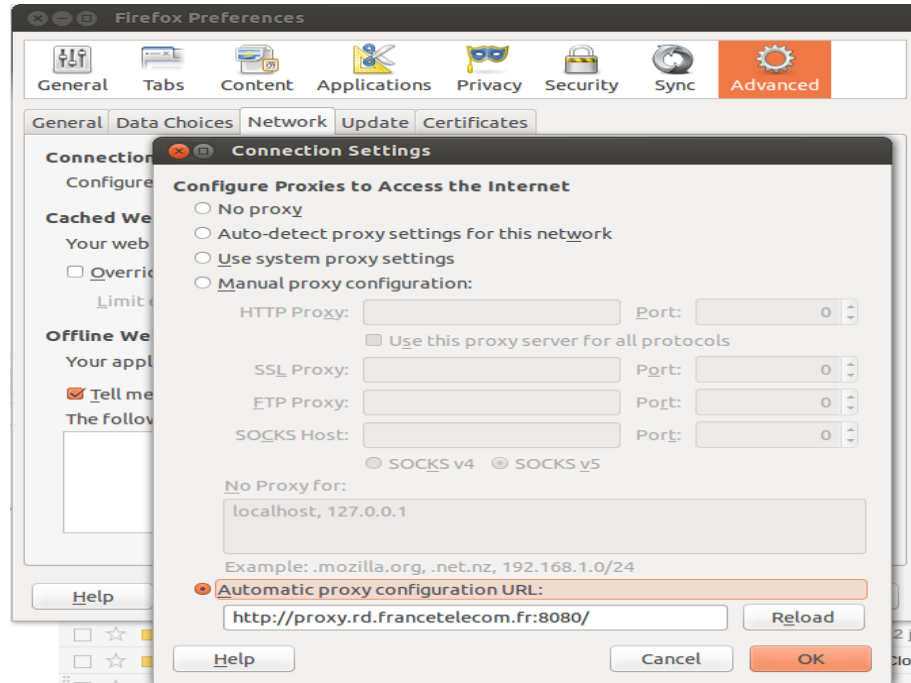 Firefox Preferences
General Tabs Content Applications Privacy Security Sync Advanced
General Data Choices Network Update Certificates
Connection
Connection Settings
Configure
Configure Proxies to Access the Internet
No proxy
Cached We
Auto-detect proxy settings for this network
Your web
Use system proxy settings
Overric
Manual proxy configuration:
Limit
HTTP Proxy: Port: 0
Offline We
Use this proxy server for all protocols
Your appl
SSL Proxy: Port: 0
Tell me
FTP Proxy: Port: 0
The follow
SOCKS Host: Port: 0
SOCKS v4 SOCKS v5
No Proxy for:
localhost, 127.0.0.1
Example: .mozilla.org, .net.nz, 192.168.1.0/24
Automatic proxy configuration URL:
Help
http://proxy.rd.francetelecom.fr:8080/ Reload
Help Cancel OK